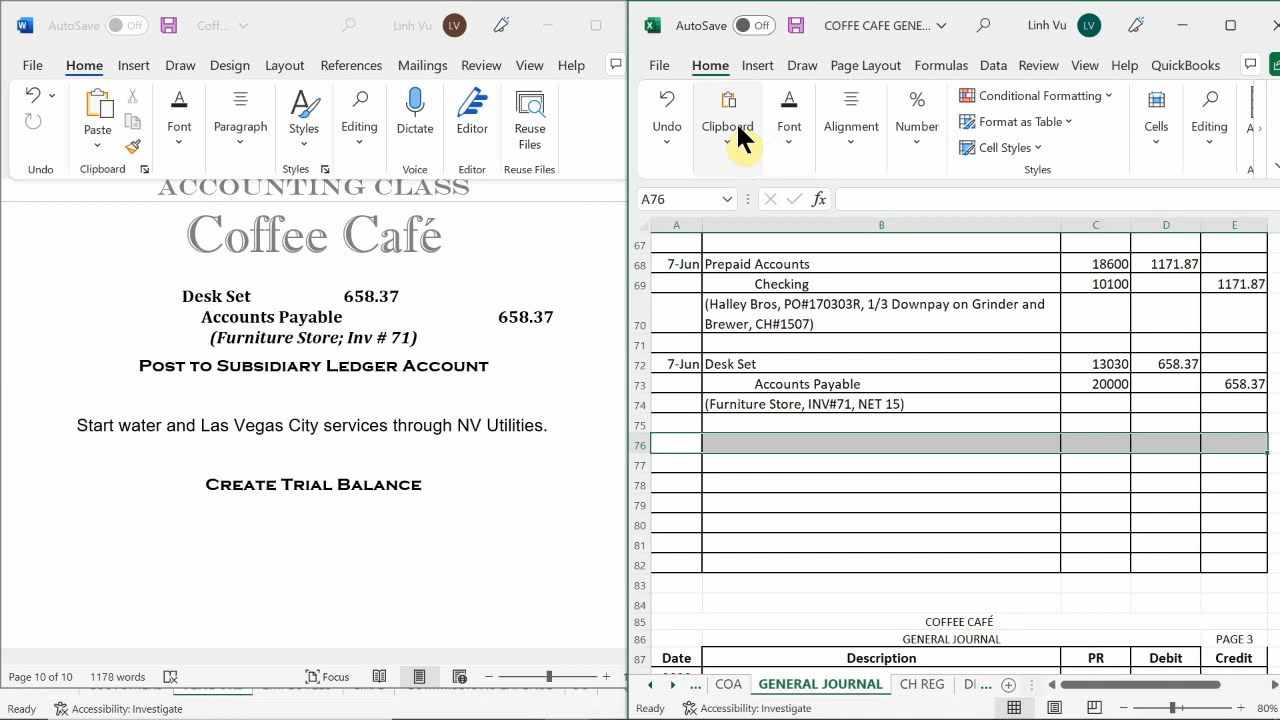 AutoSave Off Coff... Linh Vu LV
File Home Insert Draw Design Layout References Mailings Review View Help
Paste Font Paragraph Styles Editing Dictate Editor Reuse Files
Undo Clipboard Styles Voice Editor Reuse Files
ACCOUNTING CLASS
Coffee Café
Desk Set 658.37
Accounts Payable 658.37
(Furniture Store; Inv # 71)
Post to Subsidiary Ledger Account
Start water and Las Vegas City services through NV Utilities.
Create Trial Balance
Page 10 of 10 1178 words Focus
Ready Accessibility: Investigate
AutoSave Off COFFE CAFE GENE... Linh Vu LV
File Home Insert Draw Page Layout Formulas Data Review View Help QuickBooks
Undo Clipboard Font Alignment Number Conditional Formatting Format as Table Cell Styles Cells Editing
Styles
A76 fx
A B C D E
67
68 7-Jun Prepaid Accounts 18600 1171.87
69 Checking 10100 1171.87
(Halley Bros, PO#170303R, 1/3 Downpay on Grinder and
70 Brewer, CH#1507)
71
72 7-Jun Desk Set 13030 658.37
73 Accounts Payable 20000 658.37
74 (Furniture Store, INV#71, NET 15)
75
76
77
78
79
80
81
82
83
84
85 COFFEE CAFÉ
86 GENERAL JOURNAL PAGE 3
87 Date Description PR Debit Credit
... COA GENERAL JOURNAL CH REG DI ...
Ready Accessibility: Investigate 80%